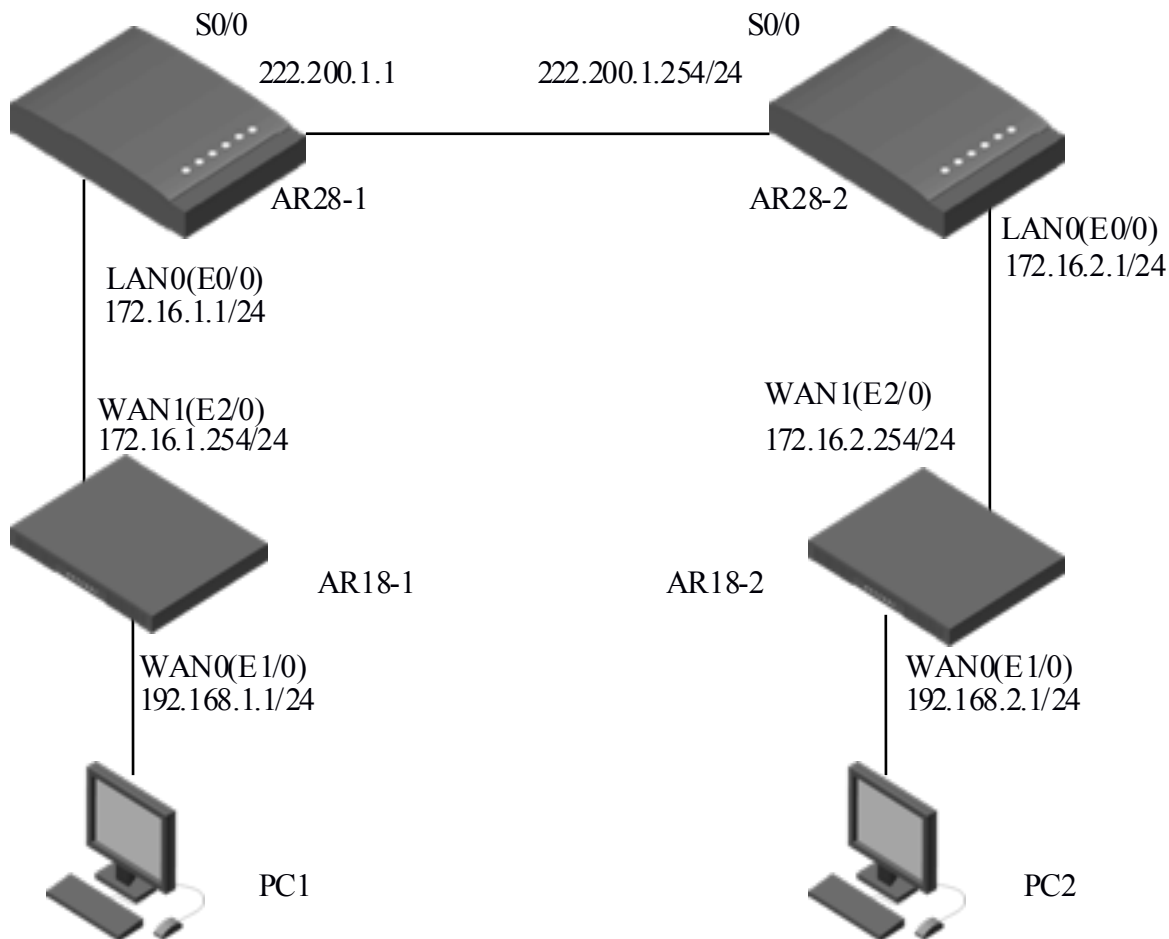 S0/0
S0/0
222.200.1.1
222.200.1.254/24
AR28-1
AR28-2
LAN0(E0/0)
172.16.2.1/24
LAN0(E0/0)
172.16.1.1/24
WAN1(E2/0)
172.16.1.254/24
WAN1(E2/0)
172.16.2.254/24
AR18-1
AR18-2
WAN0(E1/0)
192.168.1.1/24
WAN0(E1/0)
192.168.2.1/24
PC1
PC2